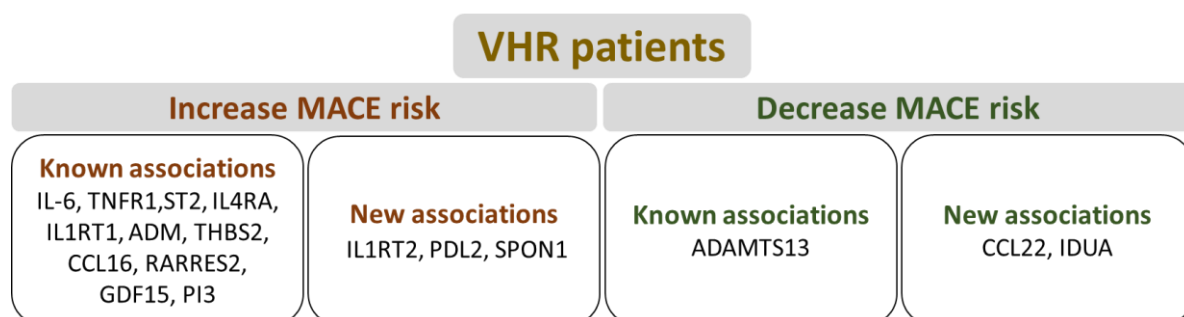 VHR patients
Increase MACE risk
Decrease MACE risk
Known associations
IL-6, TNFR1,ST2, IL4RA,
IL1RT1, ADM, THBS2,
CCL16, RARRES2,
GDF15, PI3
New associations
IL1RT2, PDL2, SPON1
Known associations
ADAMTS13
New associations
CCL22, IDUA